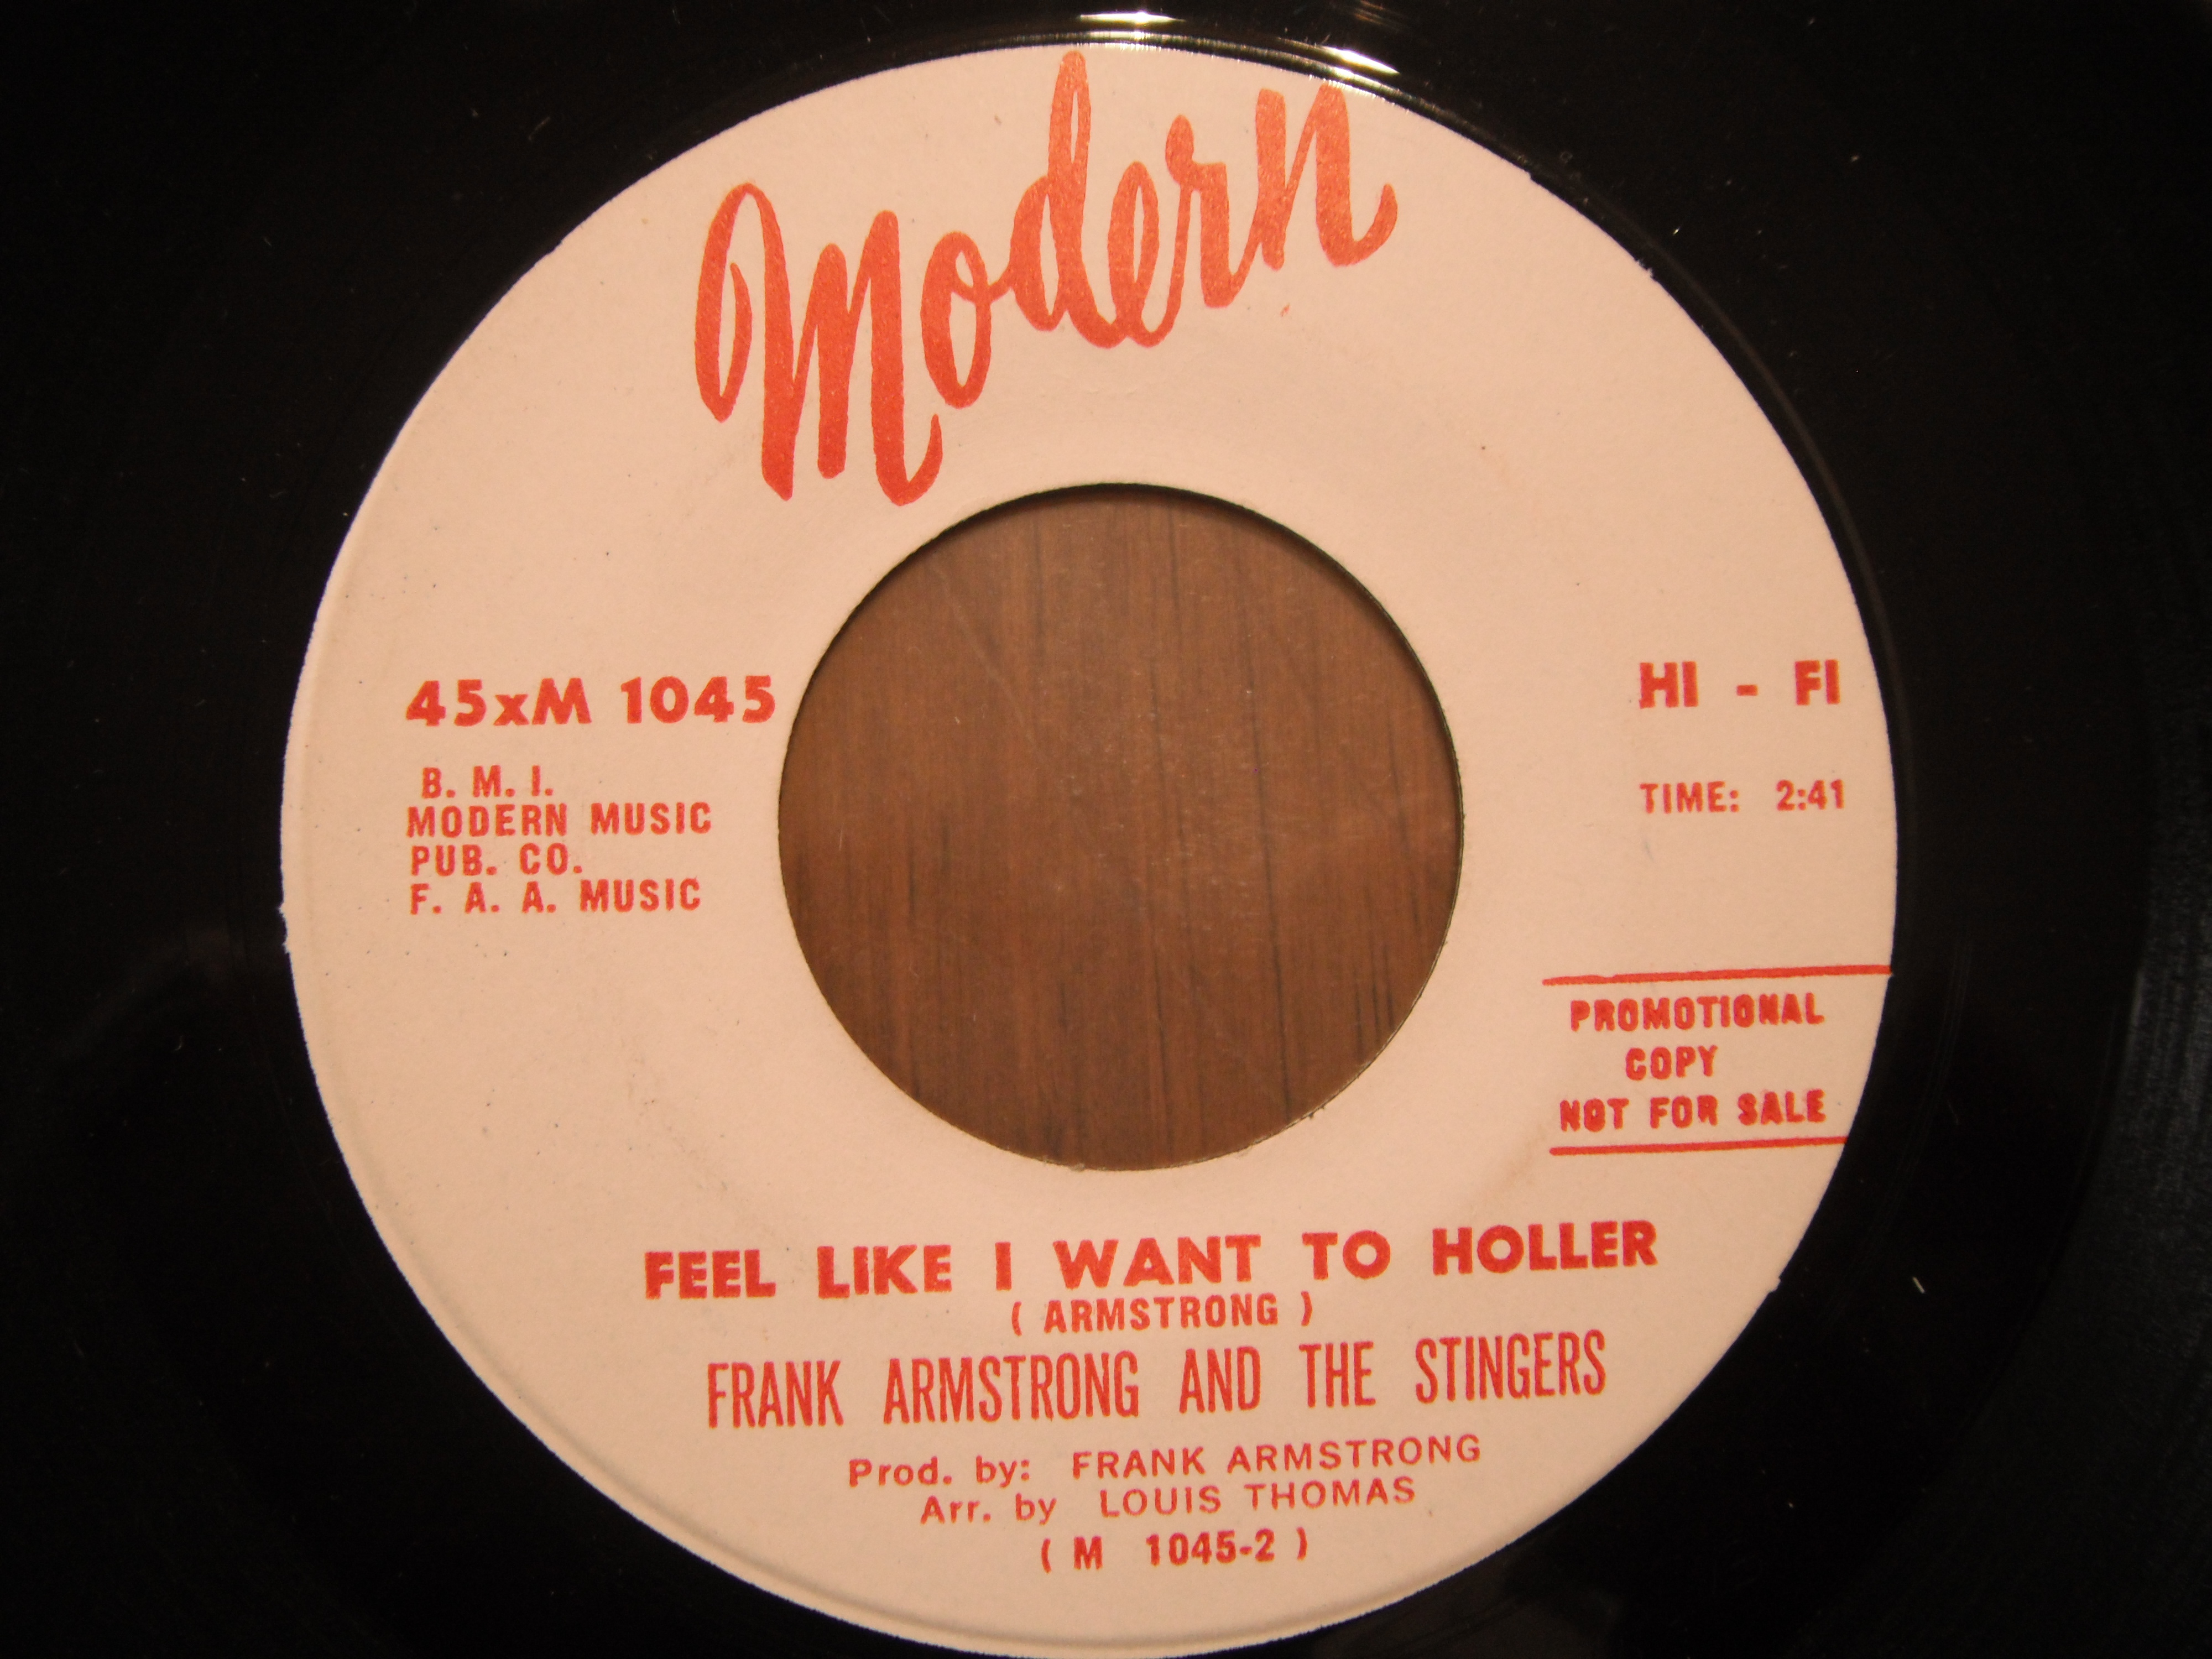 Modern
45xM 1045
B. M. I.
MODERN MUSIC
PUB. CO.
F. A. A. MUSIC
HI - FI
TIME: 2:41
PROMOTIONAL
COPY
NOT FOR SALE
FEEL LIKE I WANT TO HOLLER
( ARMSTRONG )
FRANK ARMSTRONG AND THE STINGERS
Prod. by: FRANK ARMSTRONG
Arr. by LOUIS THOMAS
( M 1045-2 )